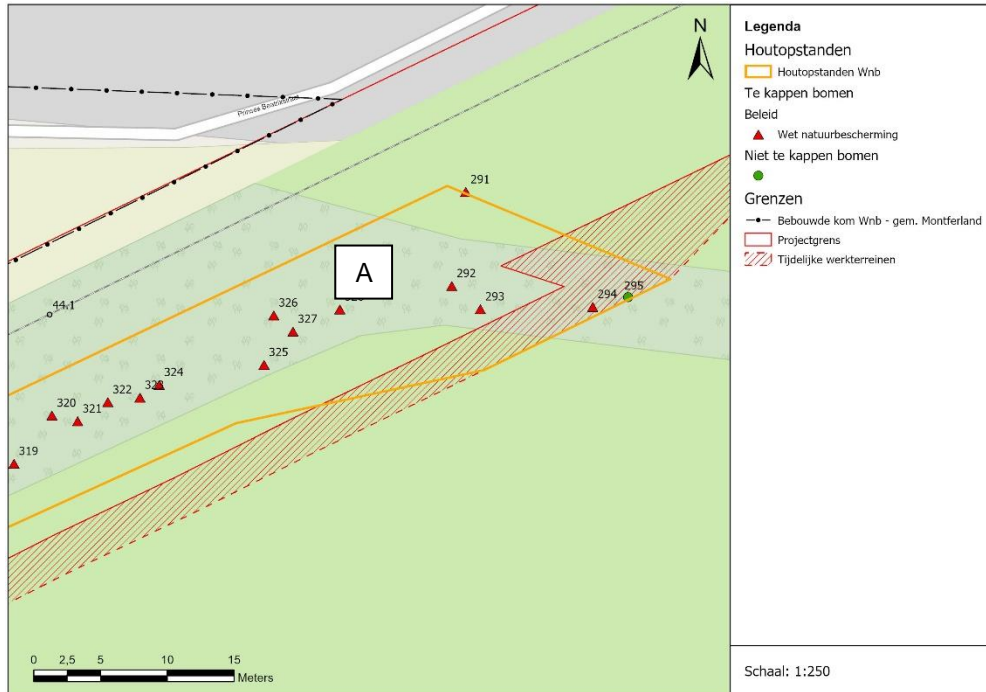 Prinses Beatrixstraat
N
291
44.1
A
292
295
293
294
326
327
325
324
322
323
320
321
319
0 2,5 5 10 15
Meters
Legenda
Houtopstanden
Houtopstanden Wnb
Te kappen bomen
Beleid
Wet natuurbescherming
Niet te kappen bomen
Grenzen
Bebouwde kom Wnb - gem. Montferland
Projectgrens
Tijdelijke werkterreinen
Schaal: 1:250